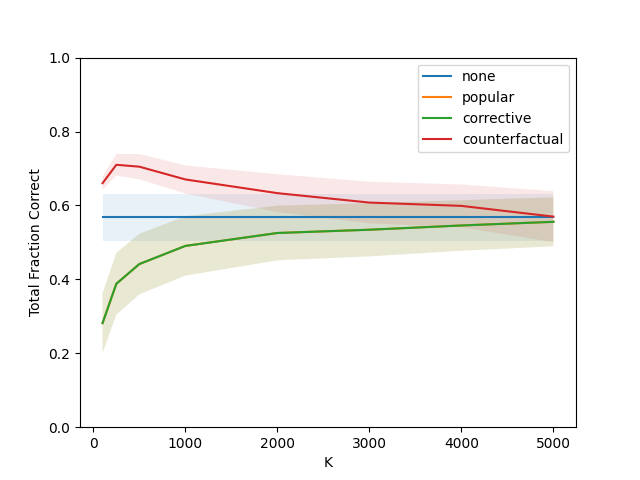 none
popular
corrective
counterfactual
Total Fraction Correct
1.0
0.8
0.6
0.4
0.2
0.0
0 1000 2000 3000 4000 5000
K